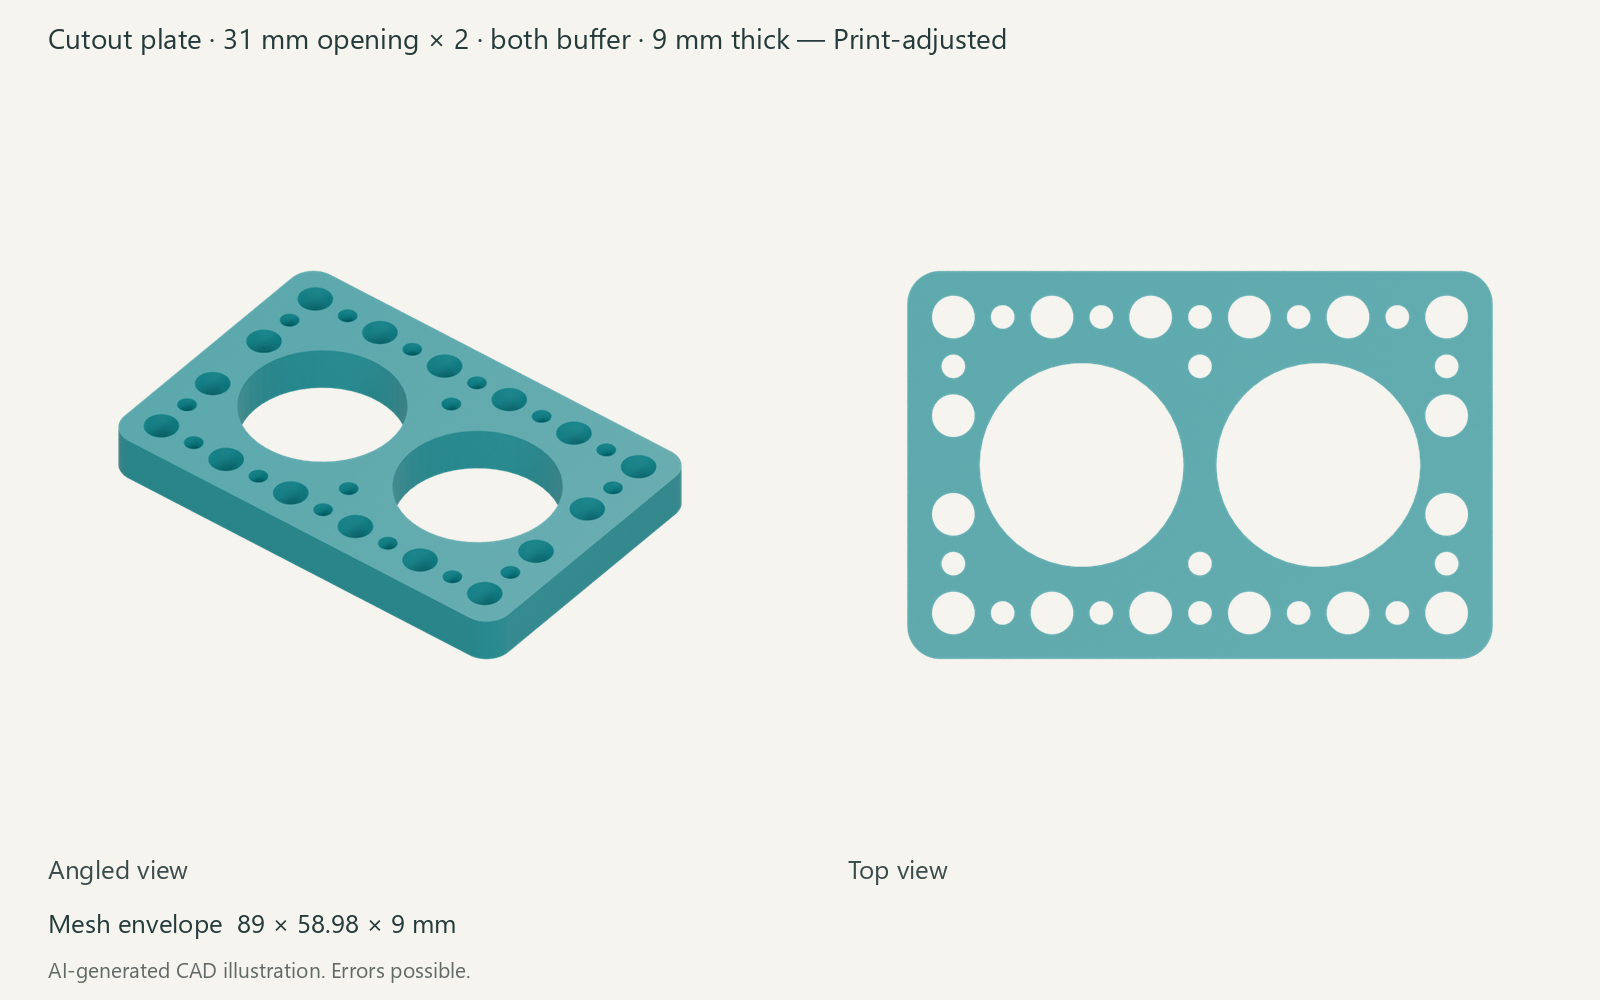 Cutout plate · 31 mm opening × 2 · both buffer · 9 mm thick — Print-adjusted
Angled view
Top view
Mesh envelope 89 × 58.98 × 9 mm
AI-generated CAD illustration. Errors possible.